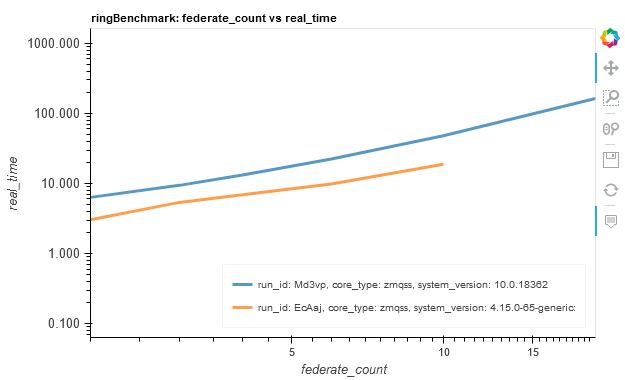 ringBenchmark: federate_count vs real_time
1000.000
100.000
10.000
1.000
0.100
real_time
run_id: Md3vp, core_type: zmqss, system_version: 10.0.18362
run_id: EcAaj, core_type: zmqss, system_version: 4.15.0-65-generic:
5
10
15
federate_count